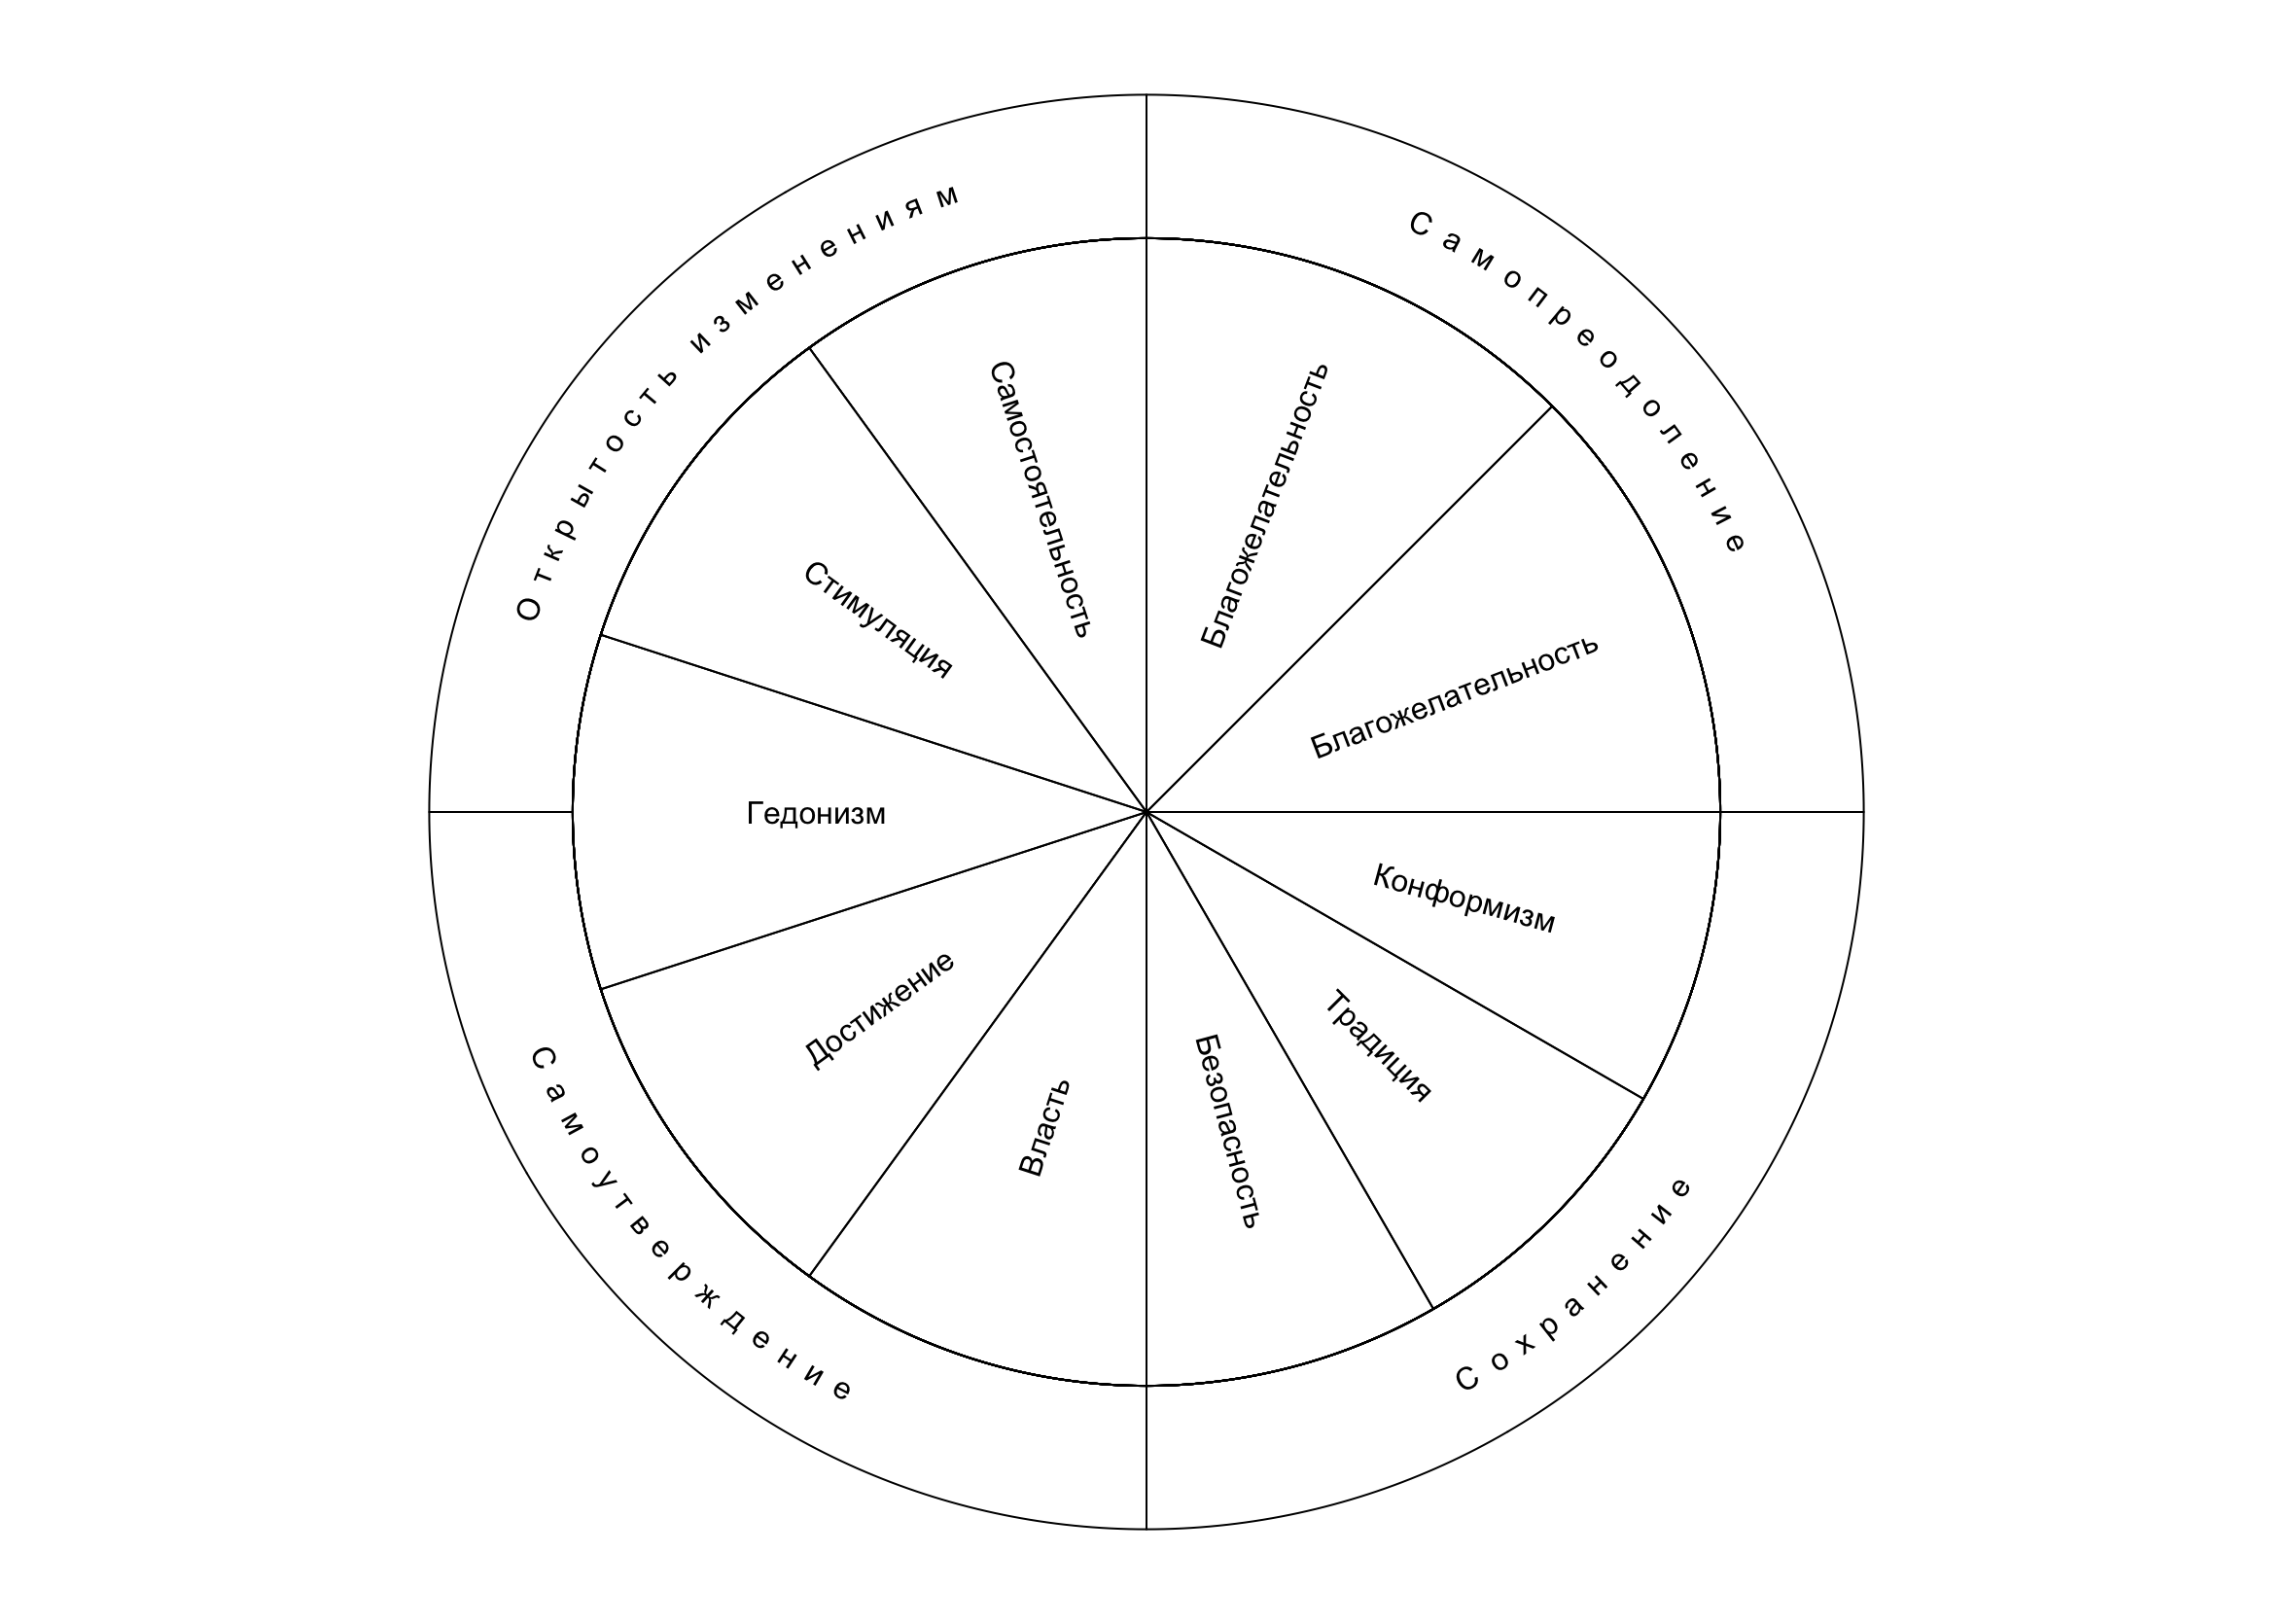 Открытость изменениям
Самопреодоление
Самостоятельность
Благожелательность
Стимуляция
Благожелательность
Гедонизм
Конформизм
Достижение
Традиция
Власть
Безопасность
Самоутверждение
Сохранение